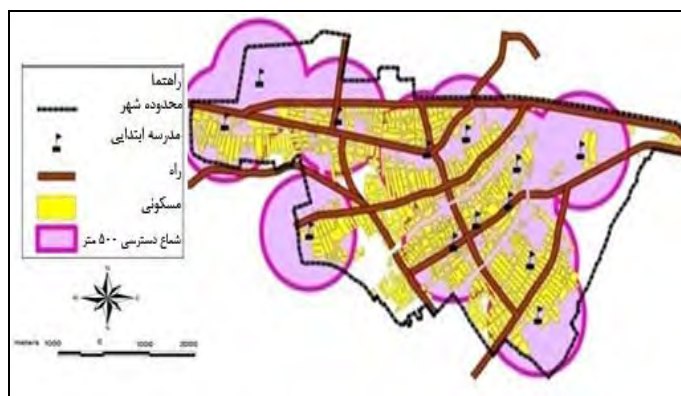 راهنما
محدوده شهر
مدرسه ابتدایی
راه
مسکونی
شعاع دسترسی ۵۰۰ متر
meters 1000 0 1000 2000